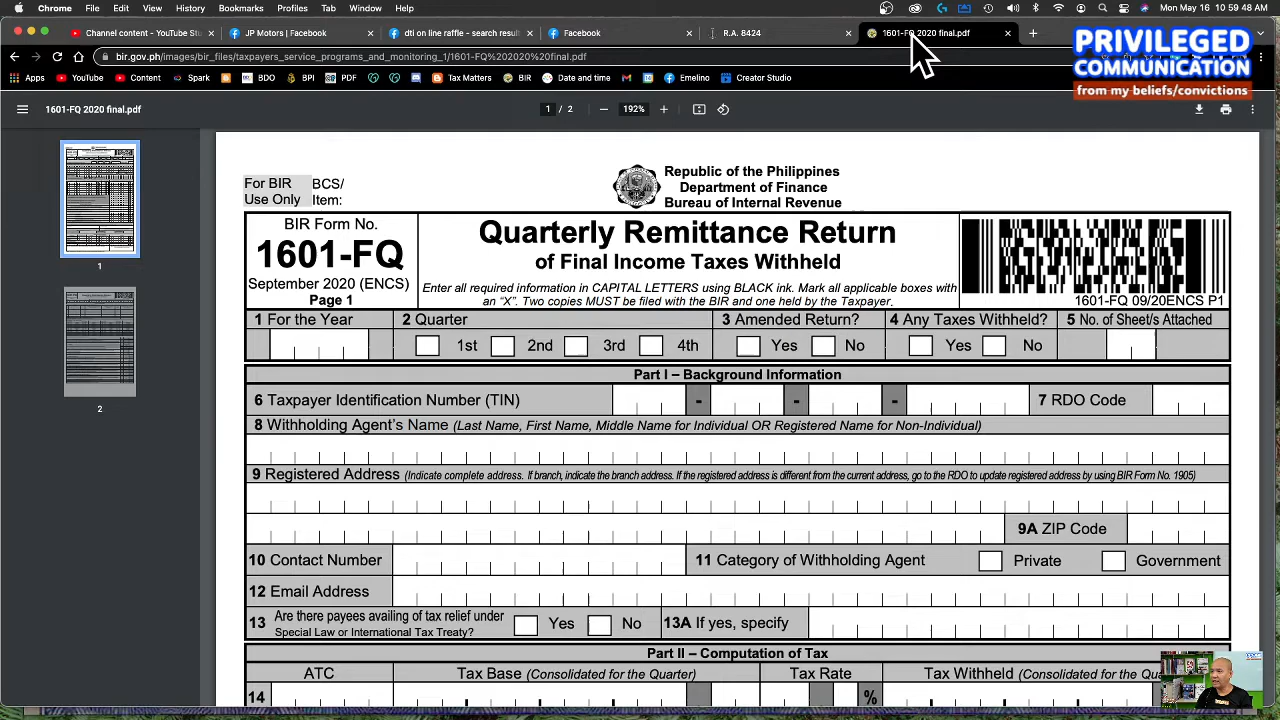 Chrome File Edit View History Bookmarks Profiles Tab Window Help
Mon May 16 10:59:48 AM
Channel content - YouTube St
JP Motors | Facebook
dti on line raffle - search result
Facebook
R.A. 8424
1601-FQ 2020 final.pdf
bir.gov.ph/images/bir_files/taxpayers_service_programs_and_monitoring_1/1601-FQ%202020%20final.pdf
Apps YouTube Spark BDO BPI PDF GS Tax Matters BIR Date and time Emelino Creator Studio
PRIVILEGED
COMMUNICATION
from my beliefs/convictions
1601-FQ 2020 final.pdf
1 / 2
192%
1
2
For BIR
Use Only
BCS/
Item:
Republic of the Philippines
Department of Finance
Bureau of Internal Revenue
BIR Form No.
1601-FQ
September 2020 (ENCS)
Page 1
Quarterly Remittance Return
of Final Income Taxes Withheld
Enter all required information in CAPITAL LETTERS using BLACK ink. Mark all applicable boxes with
an “X”. Two copies MUST be filed with the BIR and one held by the Taxpayer.
1601-FQ 09/20ENCS P1
1 For the Year
2 Quarter
1st 2nd 3rd 4th
3 Amended Return?
Yes No
4 Any Taxes Withheld?
Yes No
5 No. of Sheet/s Attached
Part I – Background Information
6 Taxpayer Identification Number (TIN) - - - 7 RDO Code
8 Withholding Agent’s Name (Last Name, First Name, Middle Name for Individual OR Registered Name for Non-Individual)
9 Registered Address (Indicate complete address. If branch, indicate the branch address. If the registered address is different from the current address, go to the RDO to update registered address by using BIR Form No. 1905)
9A ZIP Code
10 Contact Number
11 Category of Withholding Agent Private Government
12 Email Address
13 Are there payees availing of tax relief under
Special Law or International Tax Treaty?
Yes No
13A If yes, specify
Part II – Computation of Tax
ATC Tax Base (Consolidated for the Quarter) Tax Rate Tax Withheld (Consolidated for the
14 %